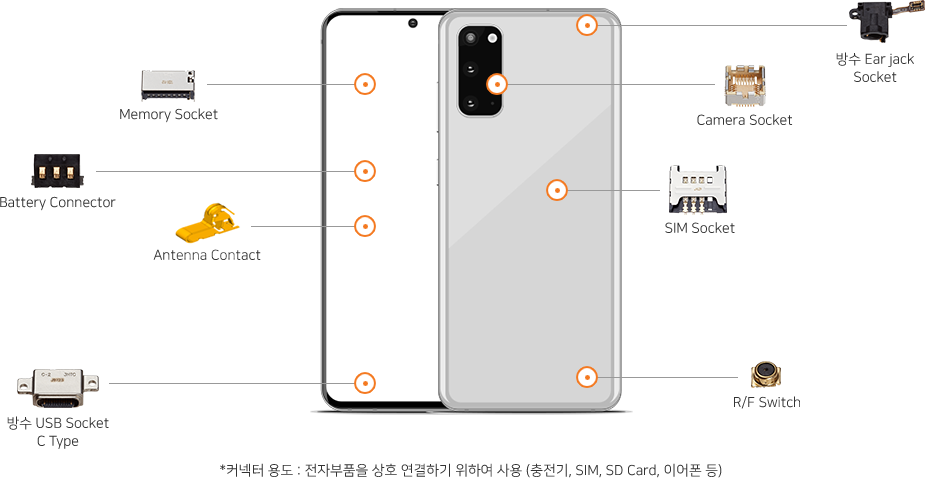 방수 Ear jack
Socket
Memory Socket
Camera Socket
Battery Connector
SIM Socket
Antenna Contact
C-2 JHTC
방수 USB Socket
C Type
R/F Switch
*커넥터 용도 : 전자부품을 상호 연결하기 위하여 사용 (충전기, SIM, SD Card, 이어폰 등)